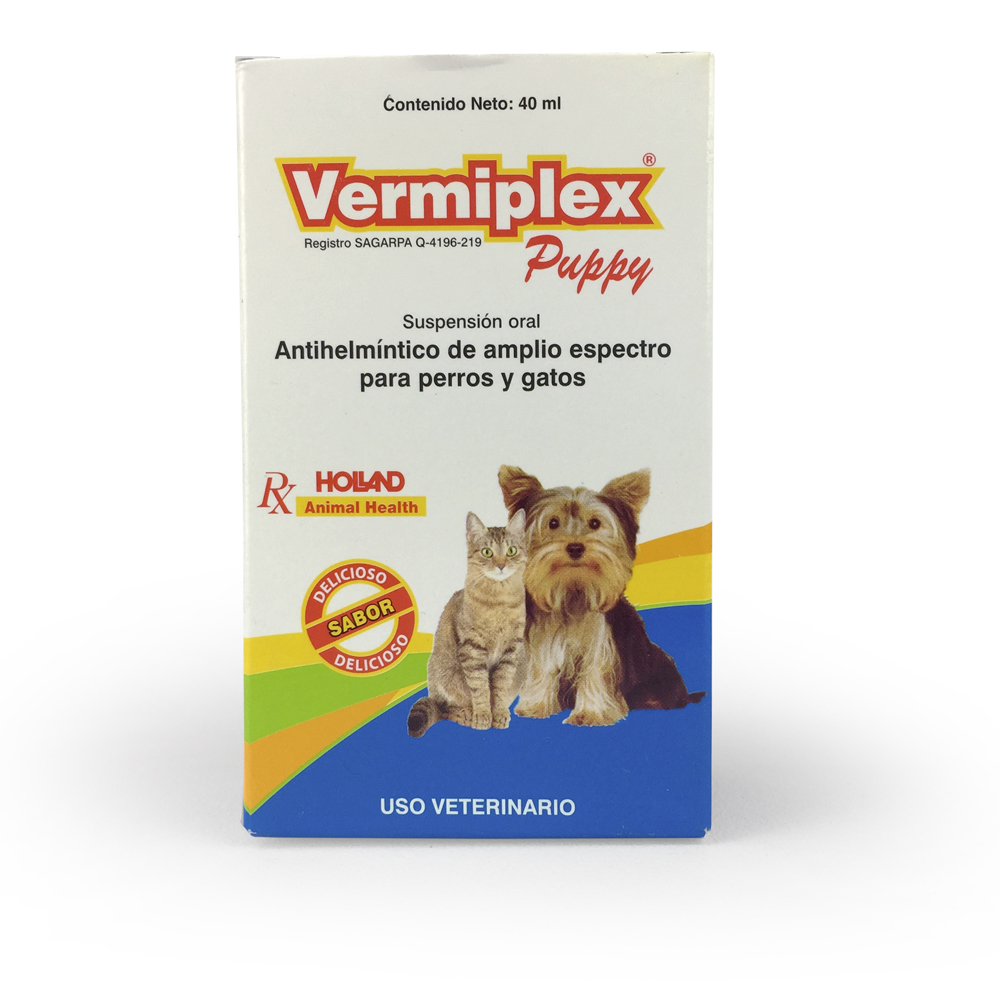 Contenido Neto: 40 ml
Vermiplex®
Registro SAGARPA Q-4196-219
Puppy
Suspensión oral
Antihelmíntico de amplio espectro
para perros y gatos
Rx HOLLAND
Animal Health
DELICIOSO
SABOR
DELICIOSO
USO VETERINARIO